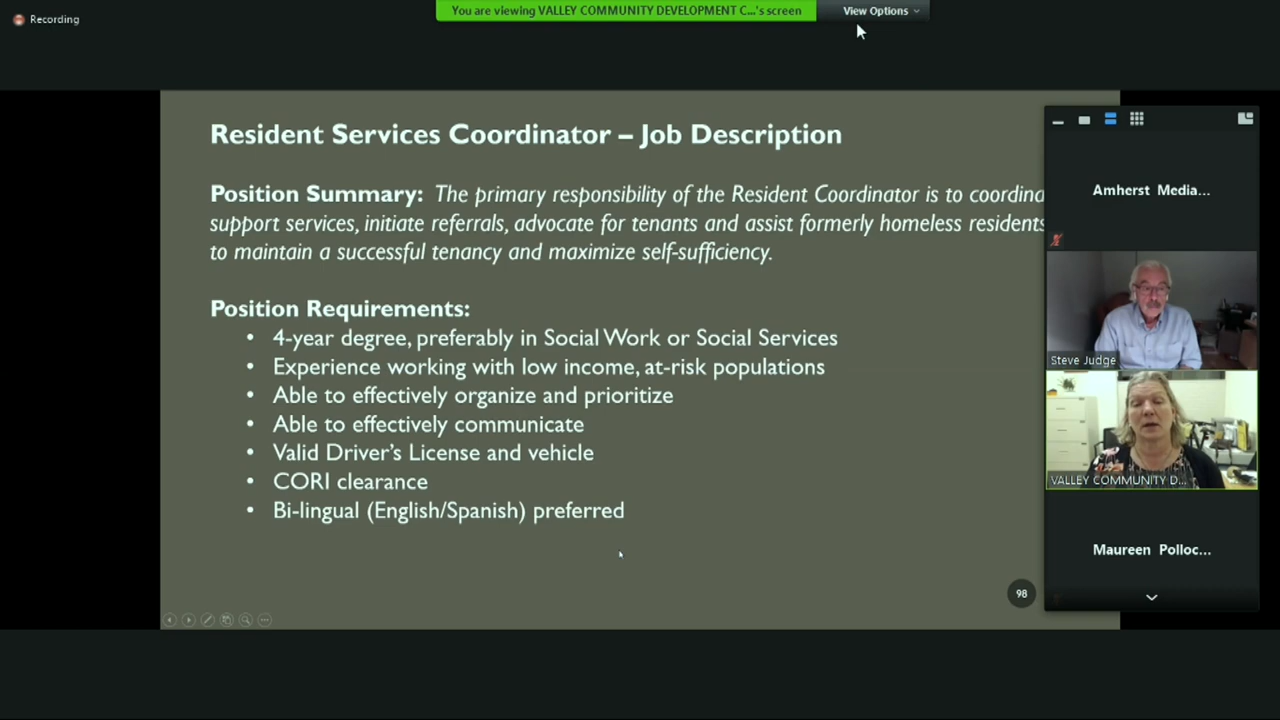 Recording
You are viewing VALLEY COMMUNITY DEVELOPMENT C...'s screen
View Options
Resident Services Coordinator – Job Description
Position Summary: The primary responsibility of the Resident Coordinator is to coordina
support services, initiate referrals, advocate for tenants and assist formerly homeless residents
to maintain a successful tenancy and maximize self-sufficiency.
Position Requirements:
• 4-year degree, preferably in Social Work or Social Services
• Experience working with low income, at-risk populations
• Able to effectively organize and prioritize
• Able to effectively communicate
• Valid Driver's License and vehicle
• CORI clearance
• Bi-lingual (English/Spanish) preferred
98
Amherst Media...
Steve Judge
VALLEY COMMUNITY D...
Maureen Polloc...